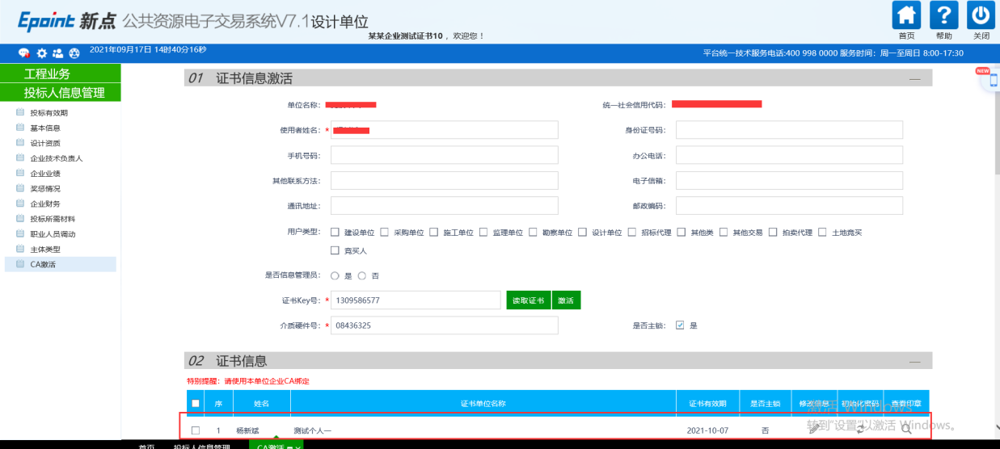 Epoint 新点 公共资源电子交易系统V7.1设计单位
某某企业测试证书10 ，欢迎您！
首页 帮助 关闭
2021年09月17日 14时40分16秒
平台统一技术服务电话:400 998 0000 服务时间：周一至周日 8:00-17:30
NEW
工程业务
投标人信息管理
投标有效期
基本信息
设计资质
企业技术负责人
企业业绩
奖惩情况
企业财务
投标所需材料
职业人员调动
主体类型
CA激活
01 证书信息激活
单位名称： 统一社会信用代码：
使用者姓名：* 身份证号码：
手机号码： 办公电话：
其他联系方法： 电子信箱：
通讯地址： 邮政编码：
用户类型： 建设单位 采购单位 施工单位 监理单位 勘察单位 设计单位 招标代理 其他类 其他交易 拍卖代理 土地竞买
竞买人
是否信息管理员： 是 否
证书Key号：* 1309586577 读取证书 激活
介质硬件号：* 08436325 是否主锁： 是
02 证书信息
特别提醒：请使用本单位企业CA绑定
序 姓名 证书单位名称 证书有效期 是否主锁 修改信息 初始化密码 查看印章
1 杨新斌 测试个人一 2021-10-07 否
激活 Windows
转到"设置"以激活 Windows。
首页 投标人信息管理 CA激活